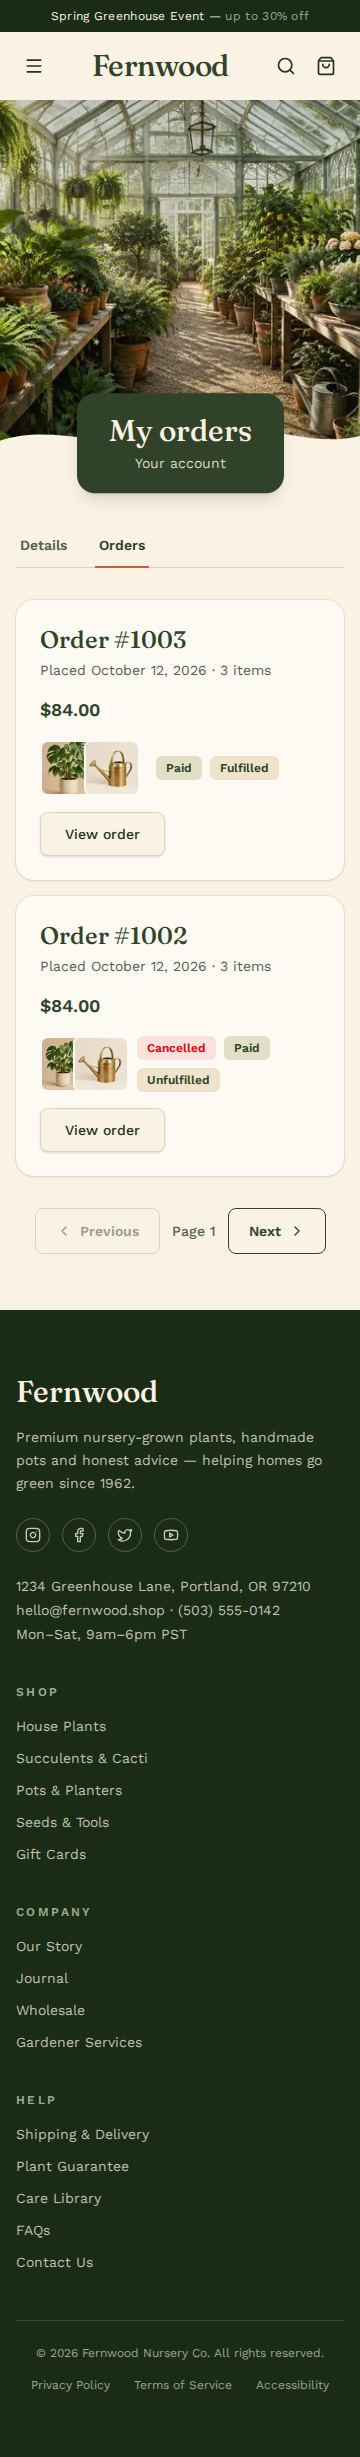 Spring Greenhouse Event — up to 30% off
Fernwood
My orders
Your account
Details Orders
Order #1003
Placed October 12, 2026 · 3 items
$84.00
Paid Fulfilled
View order
Order #1002
Placed October 12, 2026 · 3 items
$84.00
Cancelled Paid
Unfulfilled
View order
Previous Page 1 Next
Fernwood
Premium nursery-grown plants, handmade
pots and honest advice — helping homes go
green since 1962.
1234 Greenhouse Lane, Portland, OR 97210
hello@fernwood.shop · (503) 555-0142
Mon–Sat, 9am–6pm PST
SHOP
House Plants
Succulents & Cacti
Pots & Planters
Seeds & Tools
Gift Cards
COMPANY
Our Story
Journal
Wholesale
Gardener Services
HELP
Shipping & Delivery
Plant Guarantee
Care Library
FAQs
Contact Us
© 2026 Fernwood Nursery Co. All rights reserved.
Privacy Policy Terms of Service Accessibility